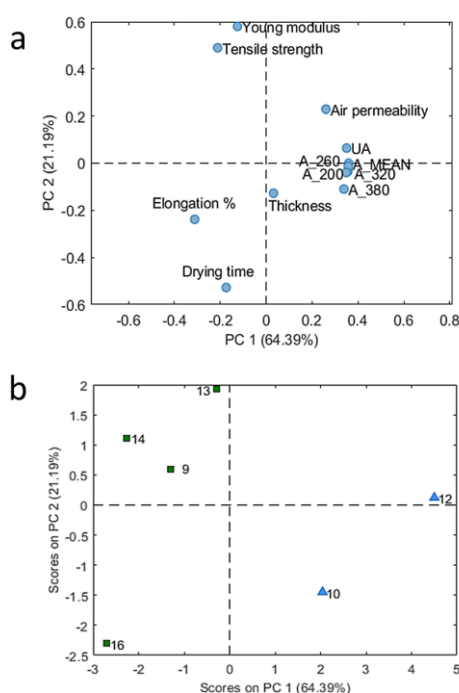 a
0.6
0.4
0.2
0
-0.2
-0.4
-0.6
PC 2 (21.19%)
Young modulus
Tensile strength
Air permeability
UA
A_260
A_MEAN
A_200
A_320
A_380
Thickness
Elongation %
Drying time
-0.6 -0.4 -0.2 0 0.2 0.4 0.6 0.8
PC 1 (64.39%)
b
2
1.5
1
0.5
0
-0.5
-1
-1.5
-2
-2.5
Scores on PC 2 (21.19%)
13
14
9
12
10
16
-3 -2 -1 0 1 2 3 4 5
Scores on PC 1 (64.39%)